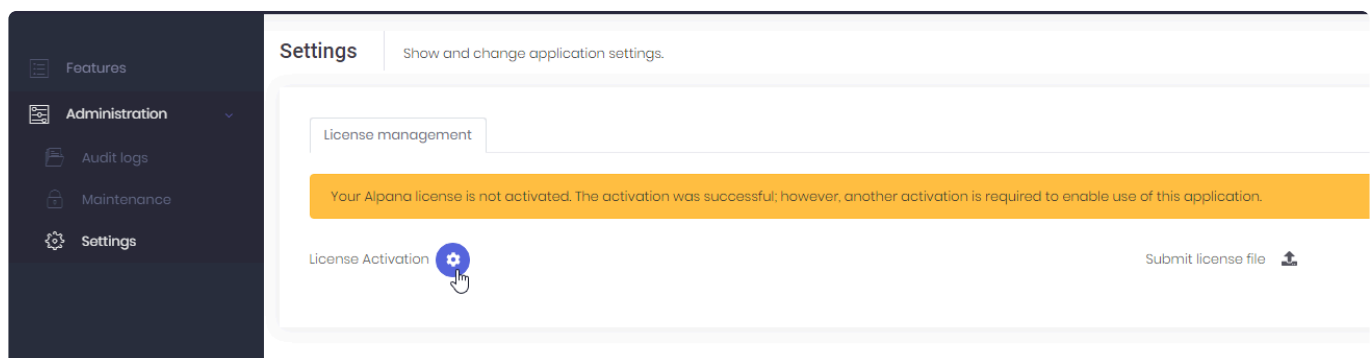 Features
Administration
Audit logs
Maintenance
Settings
Settings
Show and change application settings.
License management
Your Alpana license is not activated. The activation was successful; however, another activation is required to enable use of this application.
License Activation
Submit license file